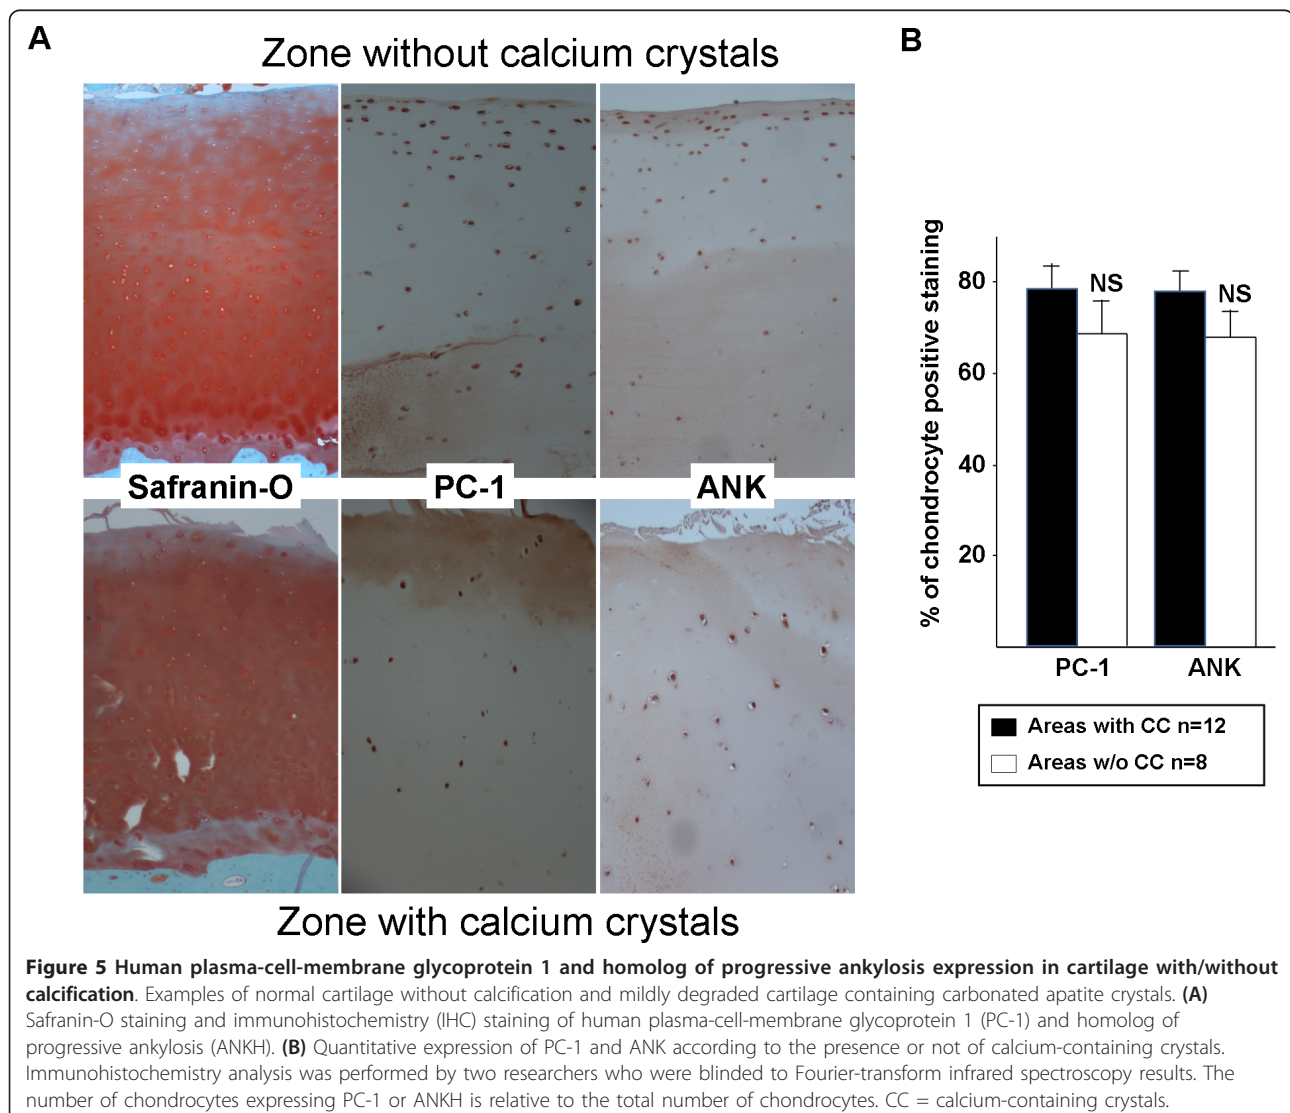 A
Zone without calcium crystals
Safranin-O
PC-1
ANK
Zone with calcium crystals
B
% of chondrocyte positive staining
80
60
40
20
NS
NS
PC-1
ANK
Areas with CC n=12
Areas w/o CC n=8
Figure 5 Human plasma-cell-membrane glycoprotein 1 and homolog of progressive ankylosis expression in cartilage with/without
calcification. Examples of normal cartilage without calcification and mildly degraded cartilage containing carbonated apatite crystals. (A)
Safranin-O staining and immunohistochemistry (IHC) staining of human plasma-cell-membrane glycoprotein 1 (PC-1) and homolog of
progressive ankylosis (ANKH). (B) Quantitative expression of PC-1 and ANK according to the presence or not of calcium-containing crystals.
Immunohistochemistry analysis was performed by two researchers who were blinded to Fourier-transform infrared spectroscopy results. The
number of chondrocytes expressing PC-1 or ANKH is relative to the total number of chondrocytes. CC = calcium-containing crystals.